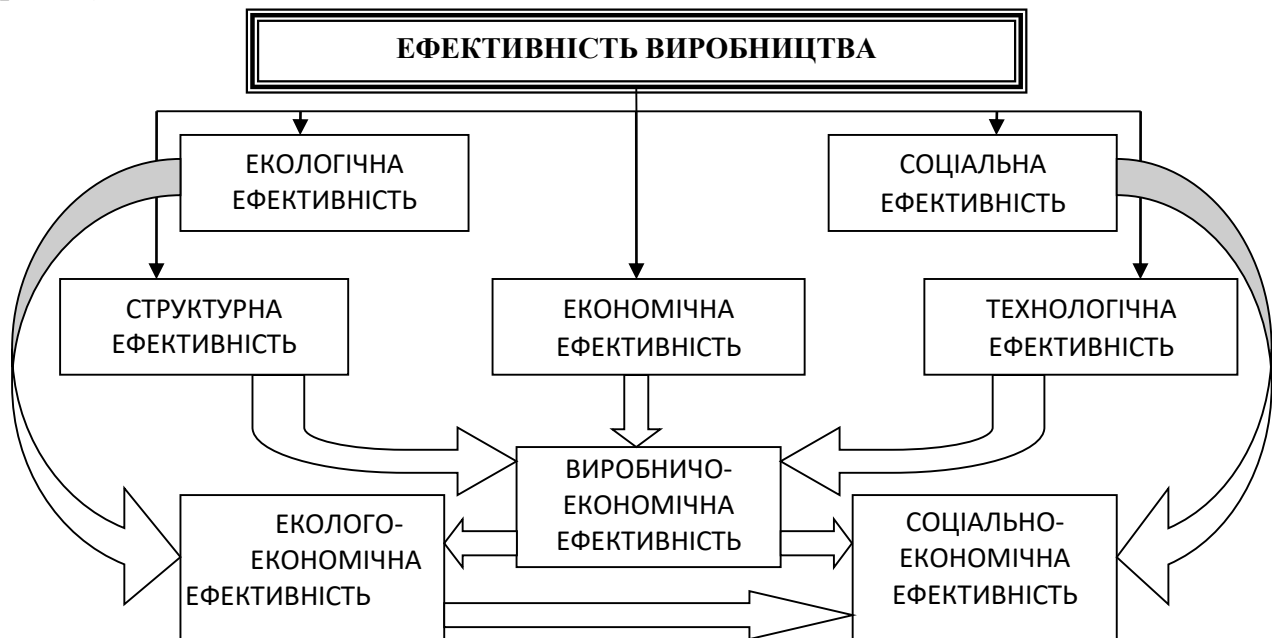 ЕФЕКТИВНІСТЬ ВИРОБНИЦТВА
ЕКОЛОГІЧНА
ЕФЕКТИВНІСТЬ
СОЦІАЛЬНА
ЕФЕКТИВНІСТЬ
СТРУКТУРНА
ЕФЕКТИВНІСТЬ
ЕКОНОМІЧНА
ЕФЕКТИВНІСТЬ
ТЕХНОЛОГІЧНА
ЕФЕКТИВНІСТЬ
ВИРОБНИЧО-
ЕКОНОМІЧНА
ЕФЕКТИВНІСТЬ
ЕКОЛОГО-
ЕКОНОМІЧНА
ЕФЕКТИВНІСТЬ
СОЦІАЛЬНО-
ЕКОНОМІЧНА
ЕФЕКТИВНІСТЬ